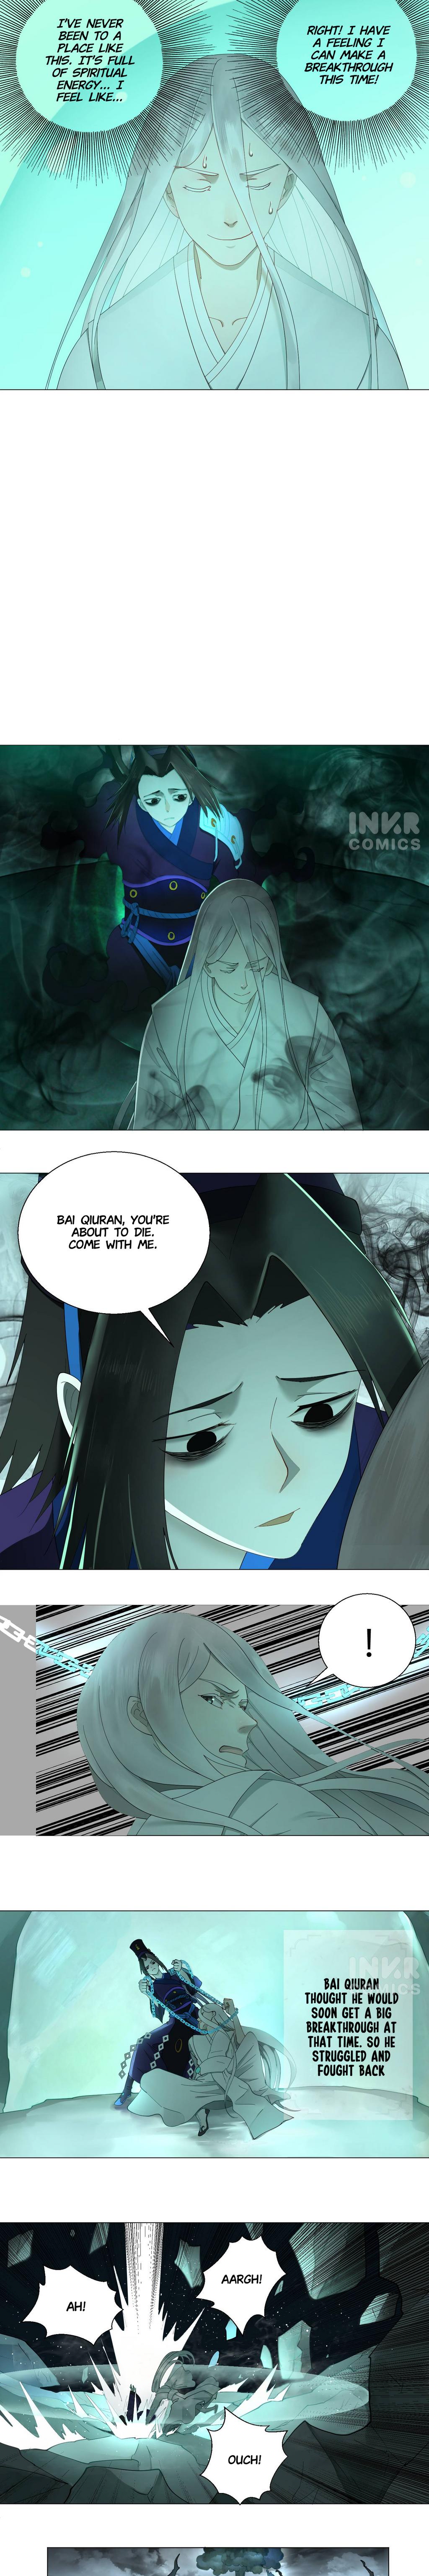 I'VE NEVER
BEEN TO A
PLACE LIKE
THIS. IT'S FULL
OF SPIRITUAL
ENERGY... I
FEEL LIKE...
RIGHT! I HAVE
A FEELING I
CAN MAKE A
BREAKTHROUGH
THIS TIME!
INKR
COMICS
BAI QIURAN, YOU'RE
ABOUT TO DIE.
COME WITH ME.
!
INKR
COMICS
BAI QIURAN
THOUGHT HE WOULD
SOON GET A BIG
BREAKTHROUGH AT
THAT TIME. SO HE
STRUGGLED AND
FOUGHT BACK
AARGH!
AH!
OUCH!